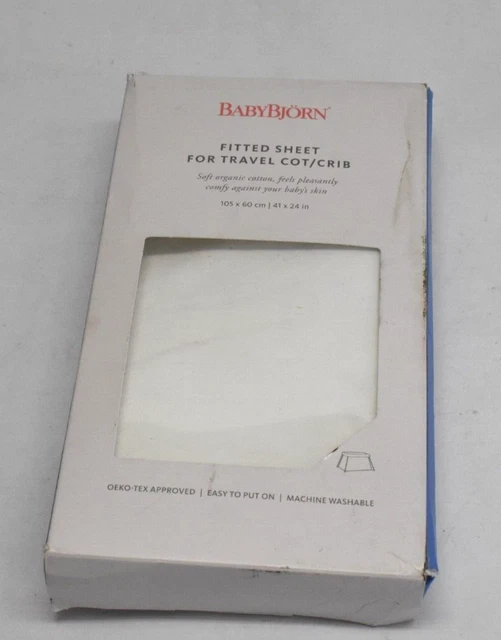 BABYBJÖRN
FITTED SHEET
FOR TRAVEL COT/CRIB
Soft organic cotton, feels pleasantly
comfy against your baby's skin
105 x 60 cm | 41 x 24 in
OEKO-TEX APPROVED | EASY TO PUT ON | MACHINE WASHABLE